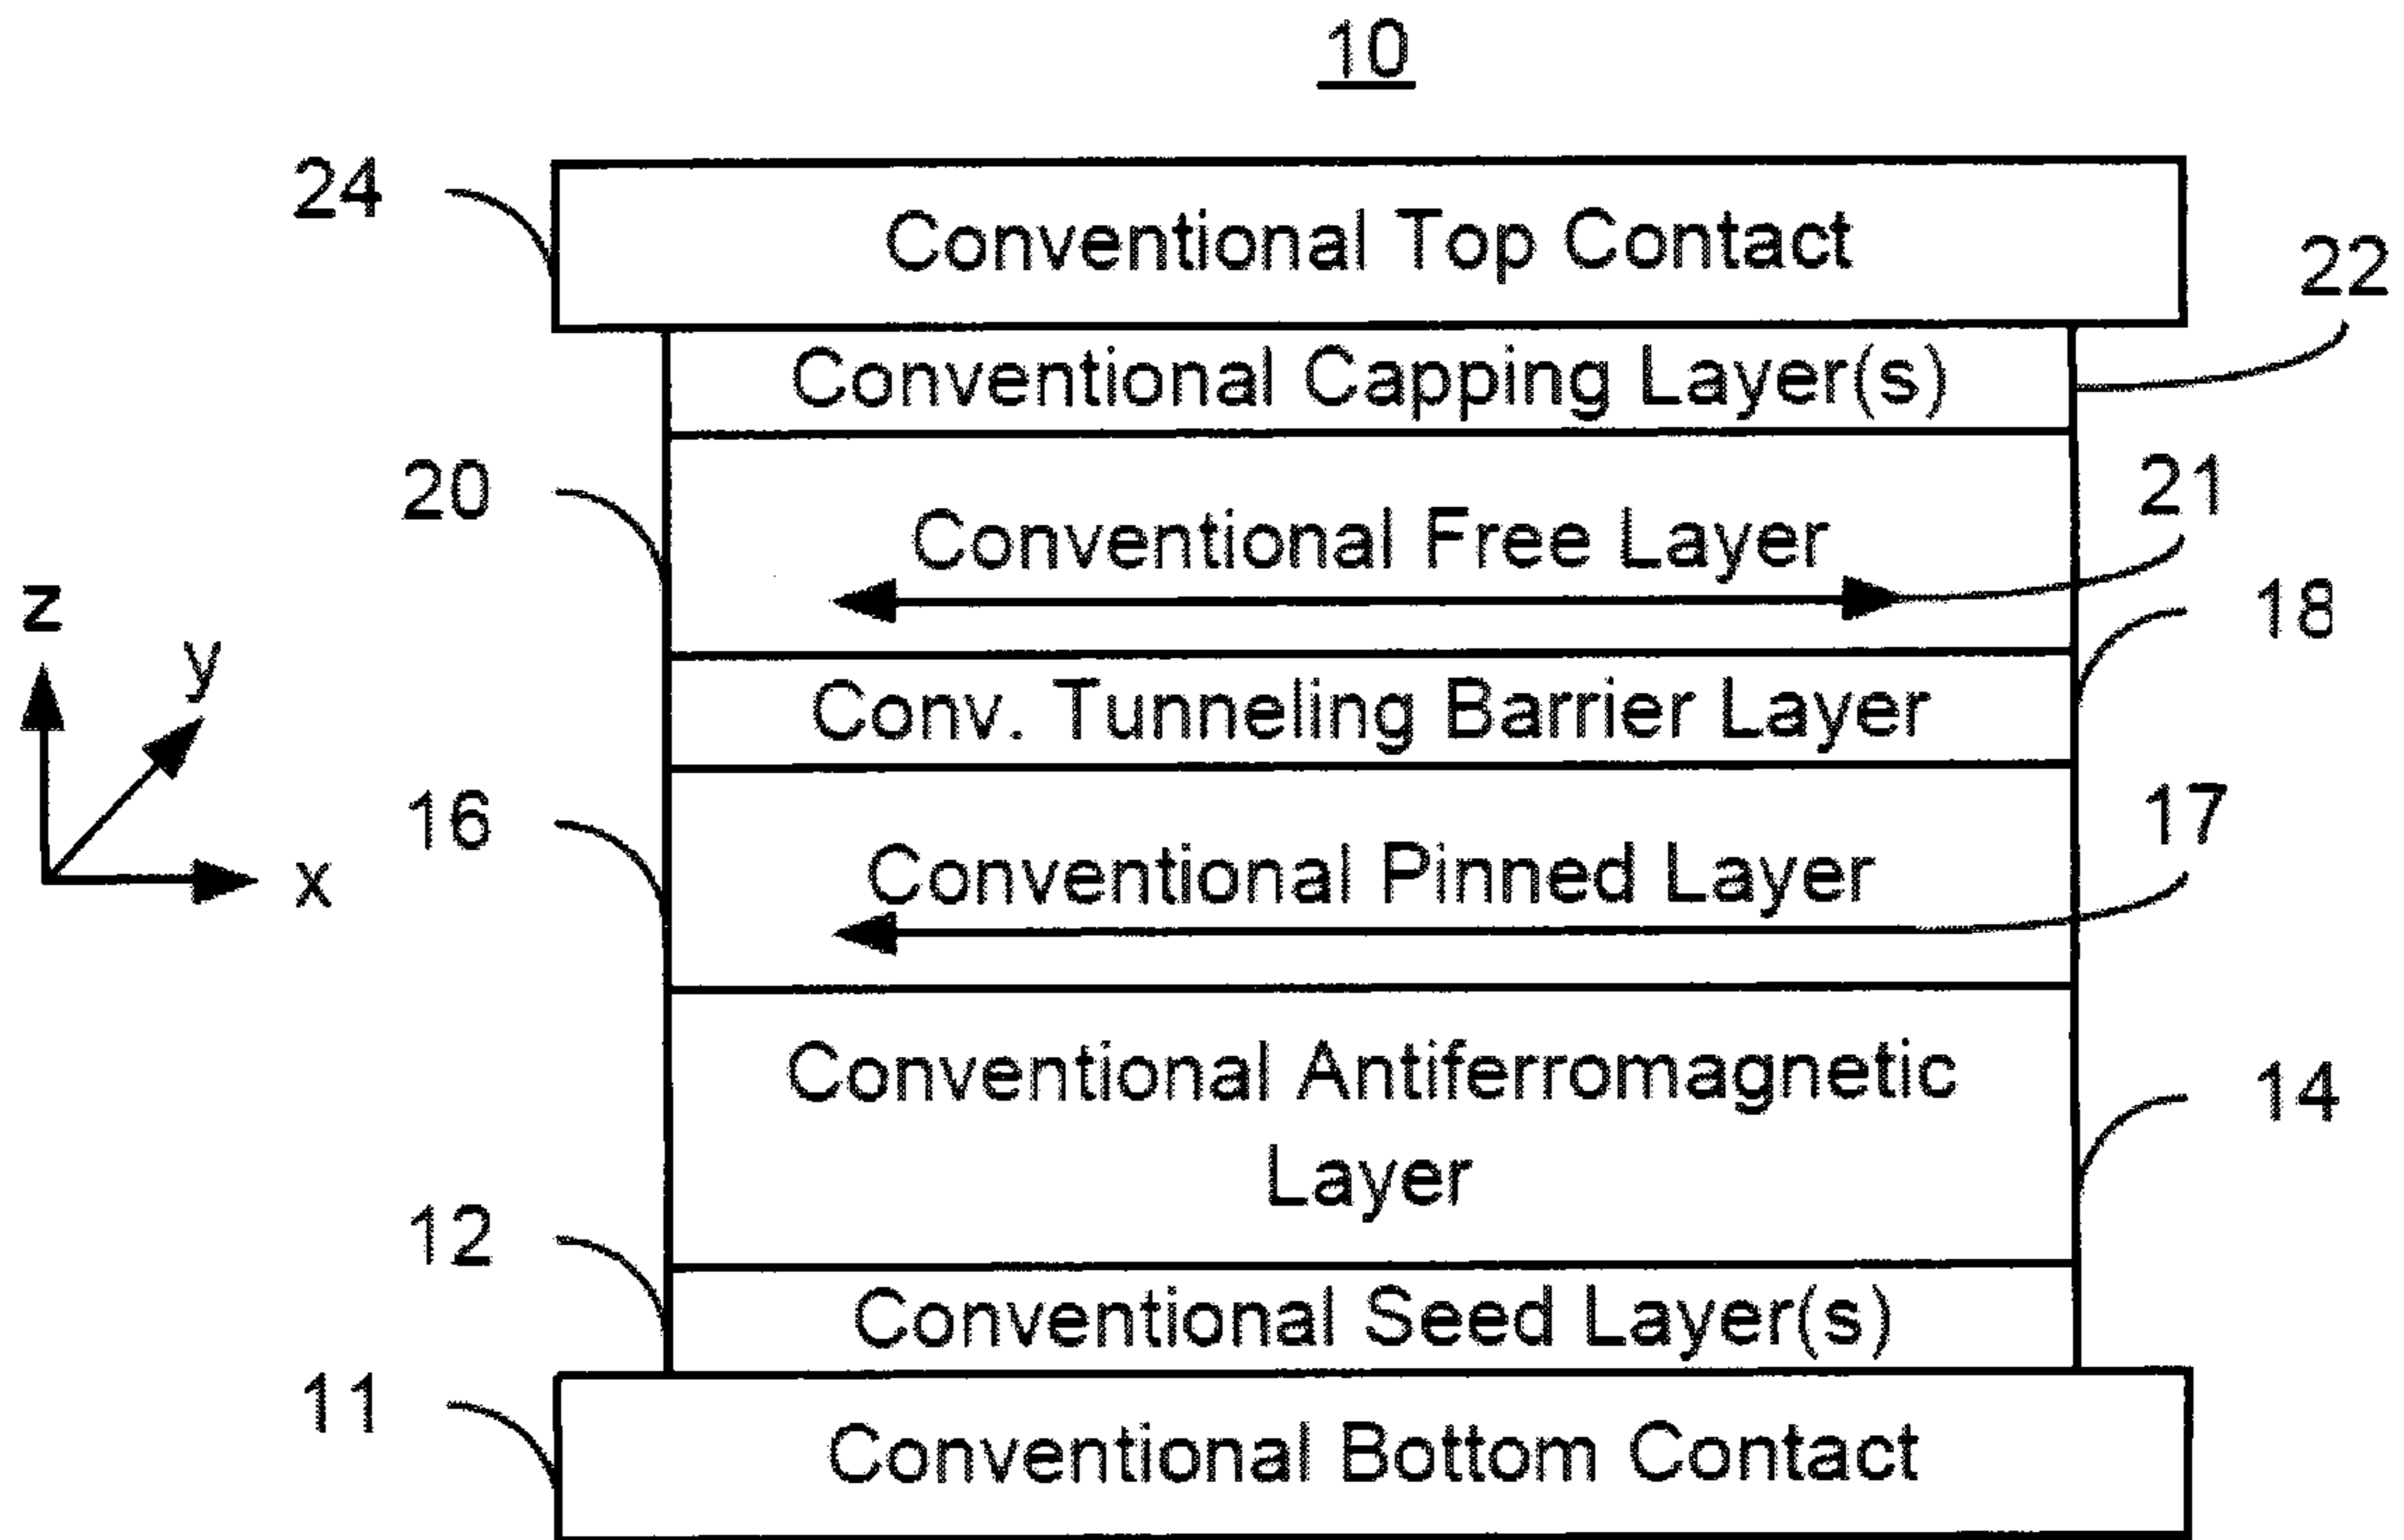 10
24
Conventional Top Contact
22
Conventional Capping Layer(s)
20
21
Conventional Free Layer
z
y
x
18
Conv. Tunneling Barrier Layer
16
17
Conventional Pinned Layer
Conventional Antiferromagnetic
Layer
14
12
Conventional Seed Layer(s)
11
Conventional Bottom Contact